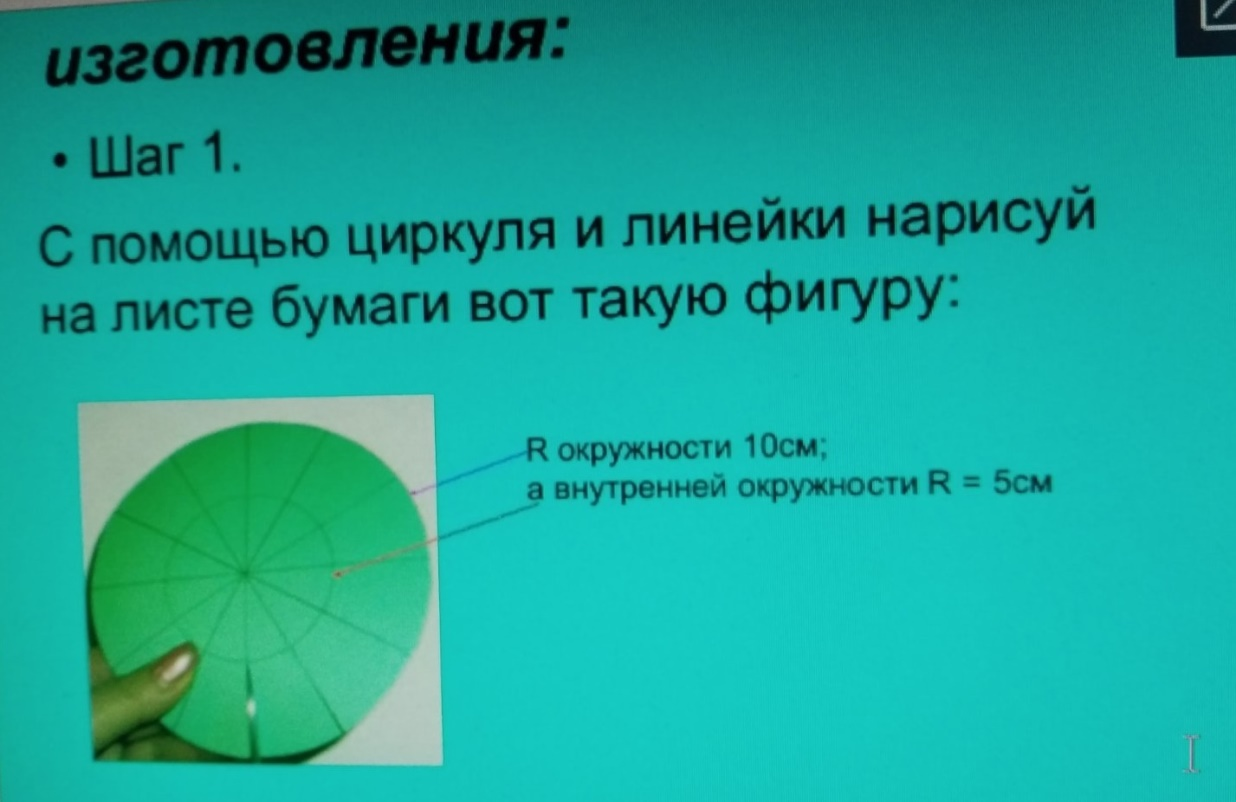 изготовления:
• Шаг 1.
С помощью циркуля и линейки нарисуй
на листе бумаги вот такую фигуру:
R окружности 10см;
а внутренней окружности R = 5см